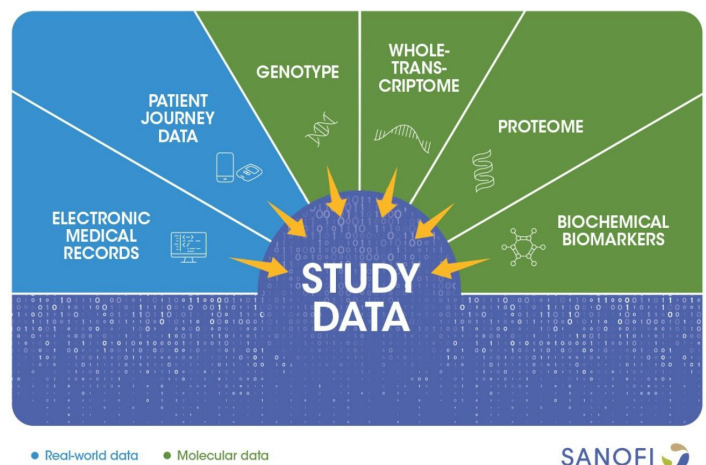 ELECTRONIC
MEDICAL
RECORDS
PATIENT
JOURNEY
DATA
GENOTYPE
WHOLE-
TRANS-
CRIPTOME
PROTEOME
BIOCHEMICAL
BIOMARKERS
STUDY
DATA
Real-world data
Molecular data
SANOFI